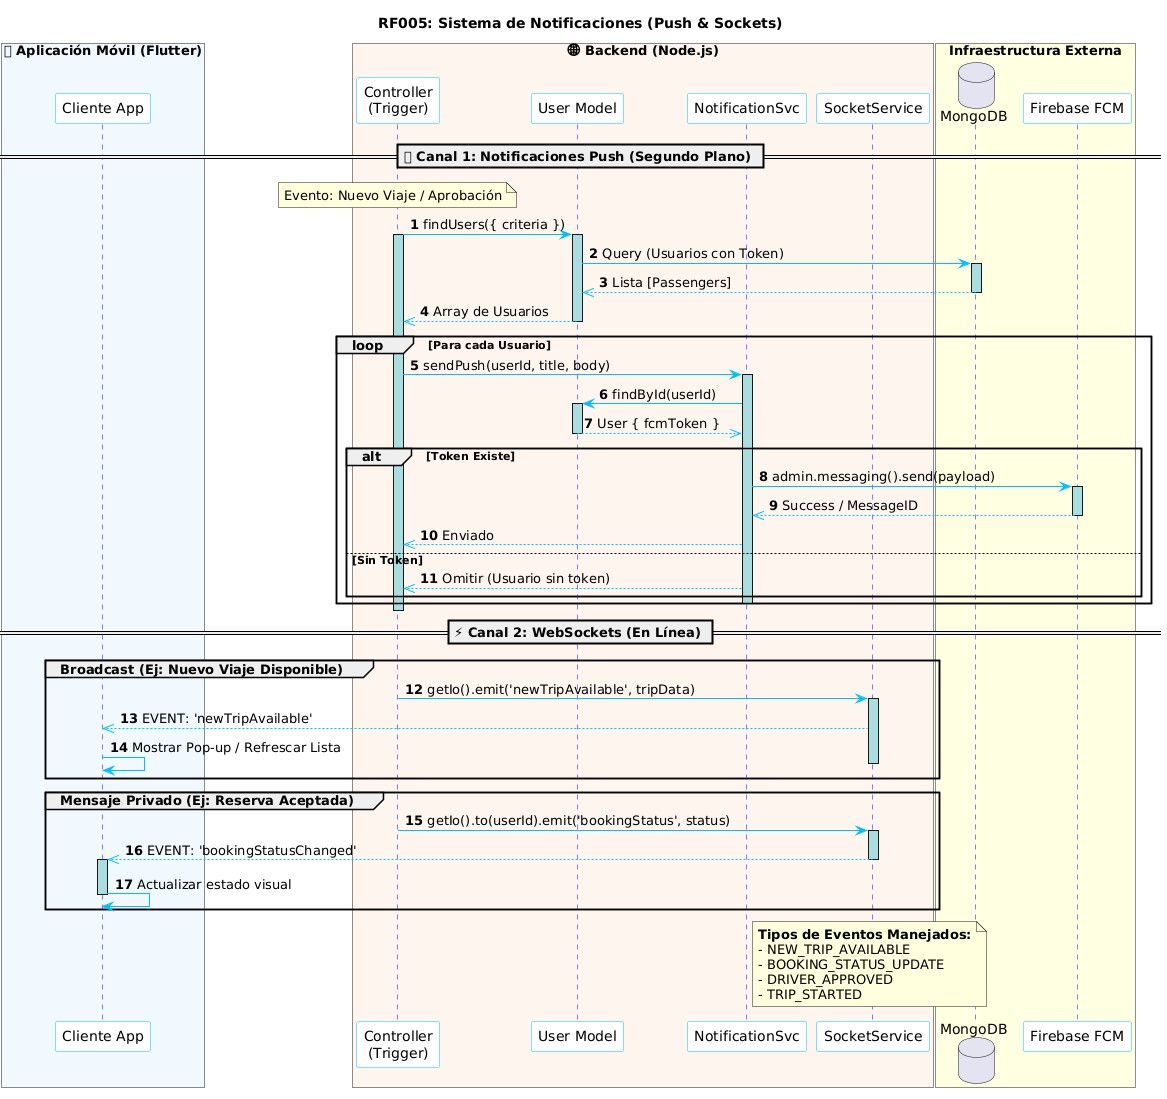 RF005: Sistema de Notificaciones (Push & Sockets)
Aplicación Móvil (Flutter)
🌐 Backend (Node.js)
Infraestructura Externa
Cliente App
Controller
(Trigger)
User Model
NotificationSvc
SocketService
MongoDB
Firebase FCM
Canal 1: Notificaciones Push (Segundo Plano)
Evento: Nuevo Viaje / Aprobación
1 findUsers({ criteria })
2 Query (Usuarios con Token)
3 Lista [Passengers]
4 Array de Usuarios
loop [Para cada Usuario]
5 sendPush(userId, title, body)
6 findById(userId)
7 User { fcmToken }
alt [Token Existe]
8 admin.messaging().send(payload)
9 Success / MessageID
10 Enviado
[Sin Token]
11 Omitir (Usuario sin token)
⚡ Canal 2: WebSockets (En Línea)
Broadcast (Ej: Nuevo Viaje Disponible)
12 getIo().emit('newTripAvailable', tripData)
13 EVENT: 'newTripAvailable'
14 Mostrar Pop-up / Refrescar Lista
Mensaje Privado (Ej: Reserva Aceptada)
15 getIo().to(userId).emit('bookingStatus', status)
16 EVENT: 'bookingStatusChanged'
17 Actualizar estado visual
Tipos de Eventos Manejados:
- NEW_TRIP_AVAILABLE
- BOOKING_STATUS_UPDATE
- DRIVER_APPROVED
- TRIP_STARTED
Cliente App
Controller
(Trigger)
User Model
NotificationSvc
SocketService
MongoDB
Firebase FCM